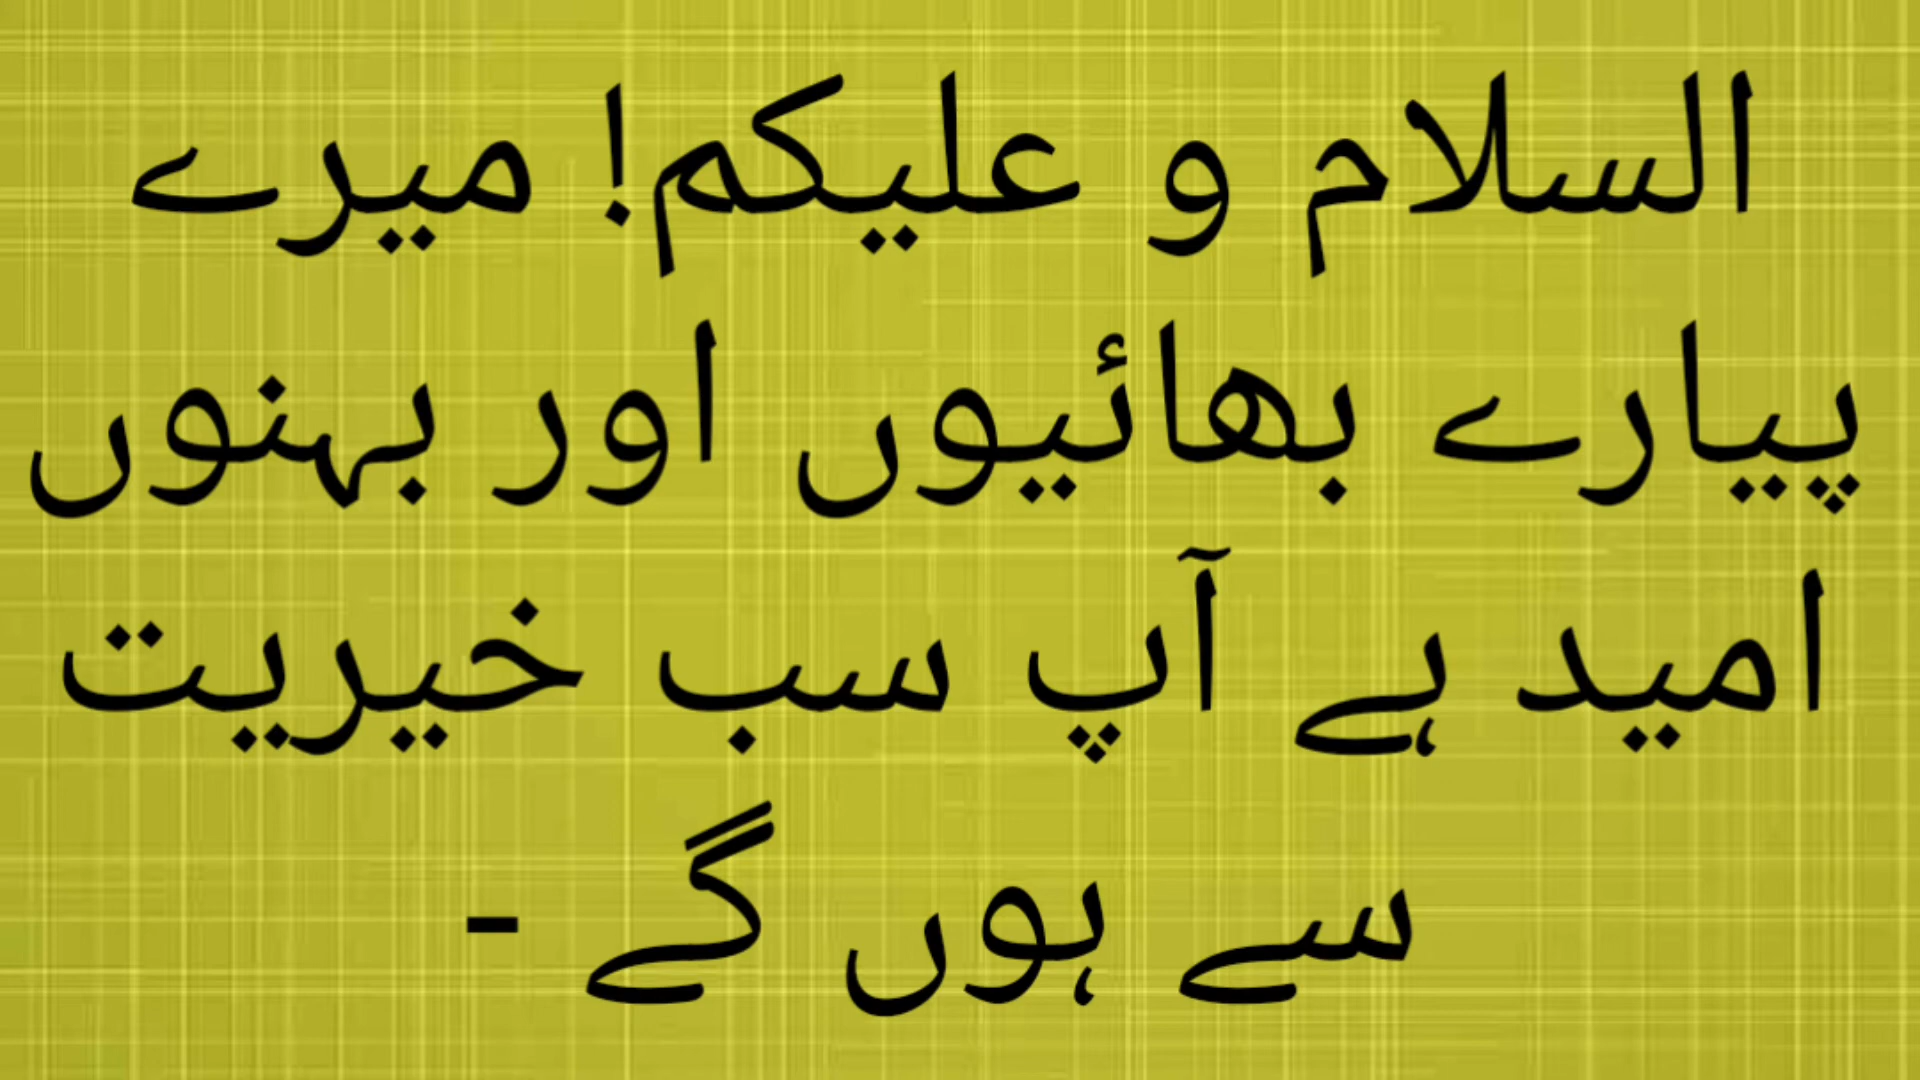 السلام و علیکم! میرے
پیارے بھائیوں اور بہنوں
امید ہے آپ سب خیریت
سے ہوں گے -